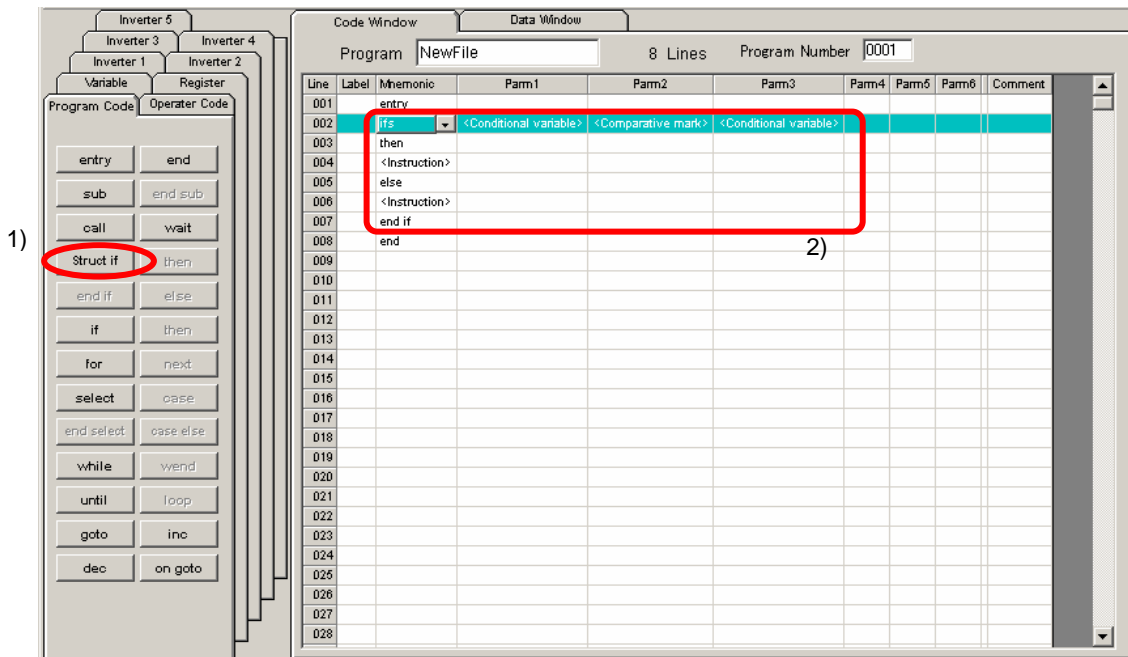 Inverter 5
Inverter 3 Inverter 4
Inverter 1 Inverter 2
Variable Register
Program Code Operater Code
entry end
sub end sub
call wait
1)
Struct if then
end if else
if then
for next
select case
end select case else
while wend
until loop
goto inc
dec on goto
Code Window Data Window
Program NewFile 8 Lines Program Number 0001
Line Label Mnemonic Parm1 Parm2 Parm3 Parm4 Parm5 Parm6 Comment
001 entry
002 ifs <Conditional variable> <Comparative mark> <Conditional variable>
003 then
004 <Instruction>
005 else
006 <Instruction>
007 end if
008 end
2)
009
010
011
012
013
014
015
016
017
018
019
020
021
022
023
024
025
026
027
028